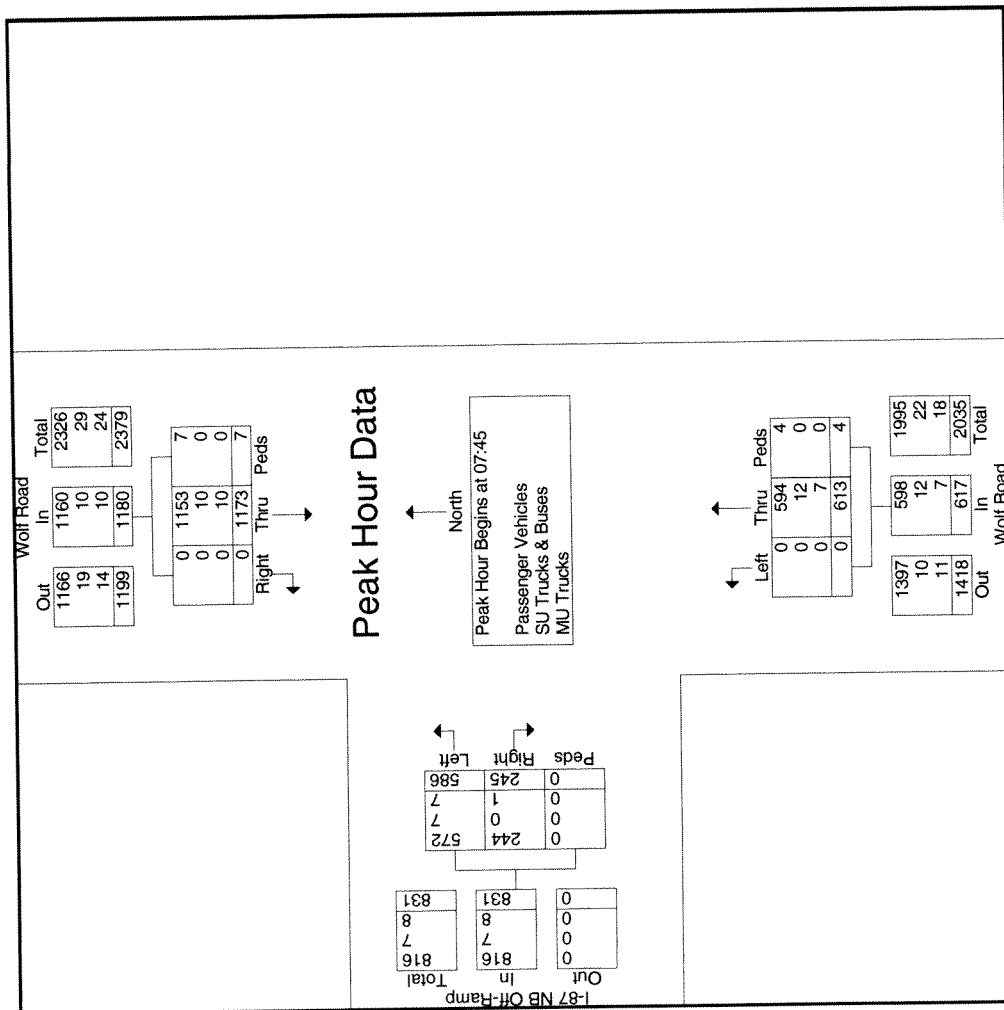 Wolf Road
Out In Total
1166 1160 2326
19 10 29
14 10 24
1199 1180 2379
0 1153 7
0 10 0
0 10 0
0 1173 7
Right Thru Peds
Peak Hour Data
North
Peak Hour Begins at 07:45
Passenger Vehicles
SU Trucks & Buses
MU Trucks
I-87 NB Off-Ramp
Out In Total
0 816 816
0 7 7
0 8 8
0 831 831
0 244 572
0 0 7
0 1 7
0 245 586
Peds Right Left
Left Thru Peds
0 594 4
0 12 0
0 7 0
0 613 4
1397 598 1995
10 12 22
11 7 18
1418 617 2035
Out In Total
Wolf Road